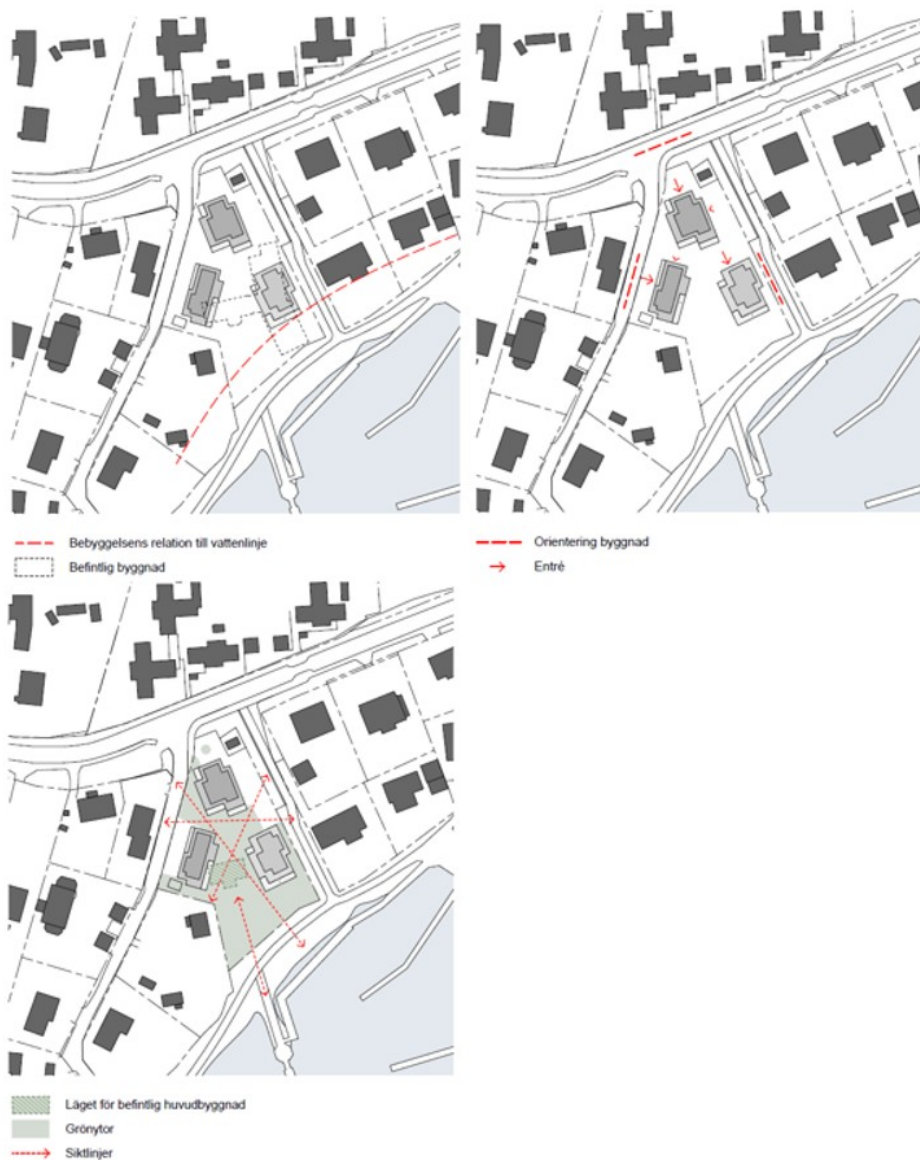 Bebyggelsens relation till vattenlinje
Befintlig byggnad
Orientering byggnad
Entré
Läget för befintlig huvudbyggnad
Grönytor
Siktlinjer